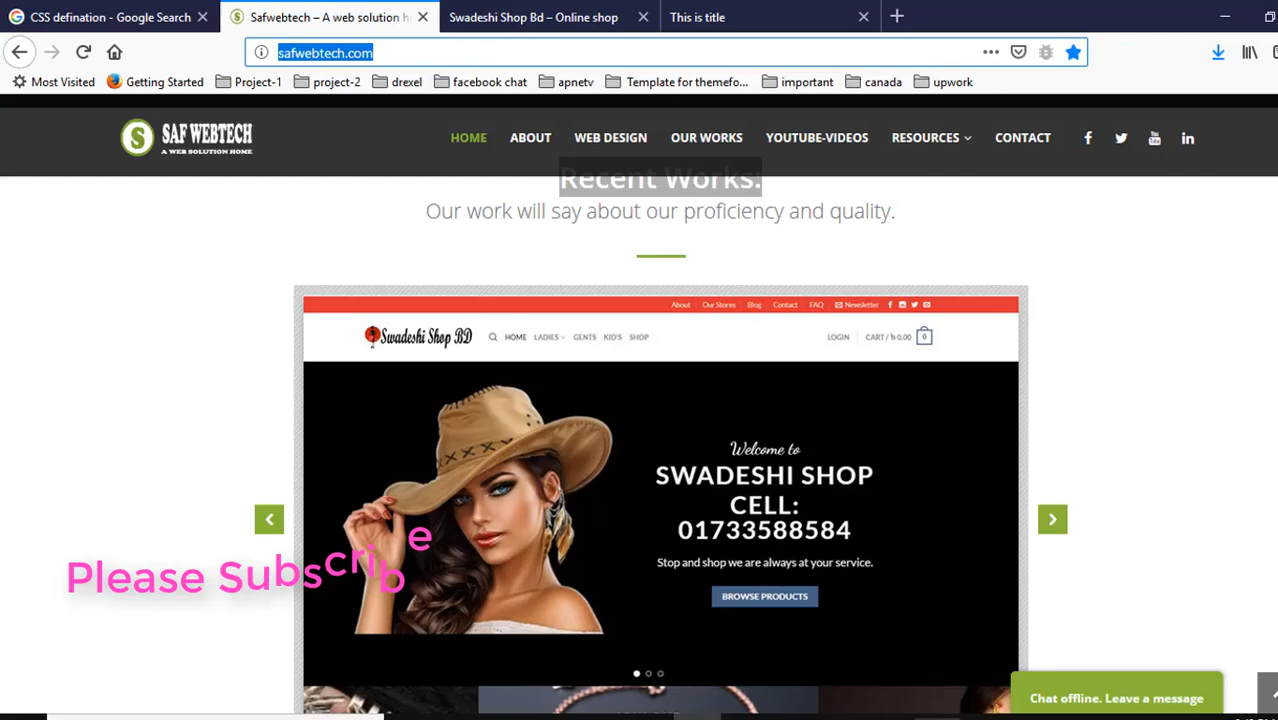 CSS defination - Google Search
Safwebtech – A web solution h
Swadeshi Shop Bd – Online shop
This is title
safwebtech.com
Most Visited Getting Started Project-1 project-2 drexel facebook chat apnetv Template for themefo... important canada upwork
SAF WEBTECH
A WEB SOLUTION HOME
HOME ABOUT WEB DESIGN OUR WORKS YOUTUBE-VIDEOS RESOURCES CONTACT
Recent Works:
Our work will say about our proficiency and quality.
About Our Stores Blog Contact FAQ Newsletter
Swadeshi Shop BD
HOME LADIES GENTS KID'S SHOP
LOGIN CART / ৳ 0.00 0
Welcome to
SWADESHI SHOP
CELL:
01733588584
Stop and shop we are always at your service.
BROWSE PRODUCTS
Please Subscribe
Chat offline. Leave a message